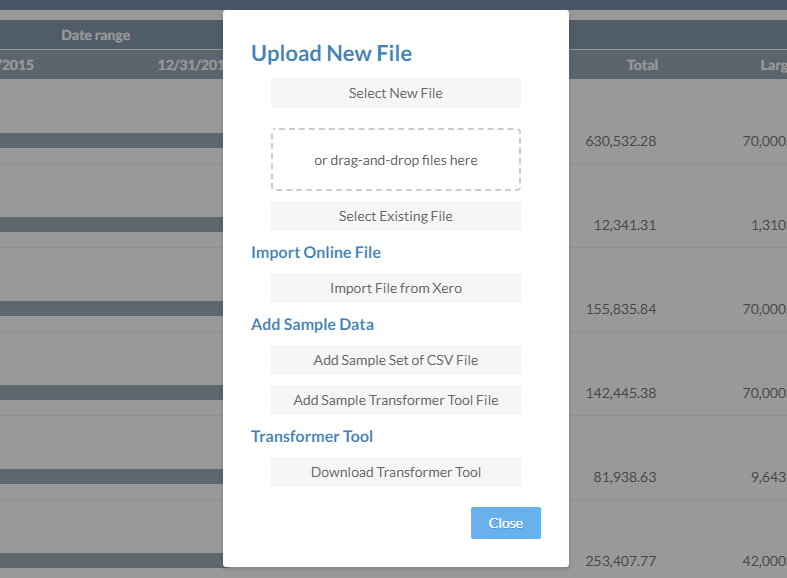 Date range
/2015 12/31/201 Total Larg
Upload New File
Select New File
or drag-and-drop files here
Select Existing File
Import Online File
Import File from Xero
Add Sample Data
Add Sample Set of CSV File
Add Sample Transformer Tool File
Transformer Tool
Download Transformer Tool
Close
630,532.28 70,000
12,341.31 1,310
155,835.84 70,000
142,445.38 70,000
81,938.63 9,643
253,407.77 42,000